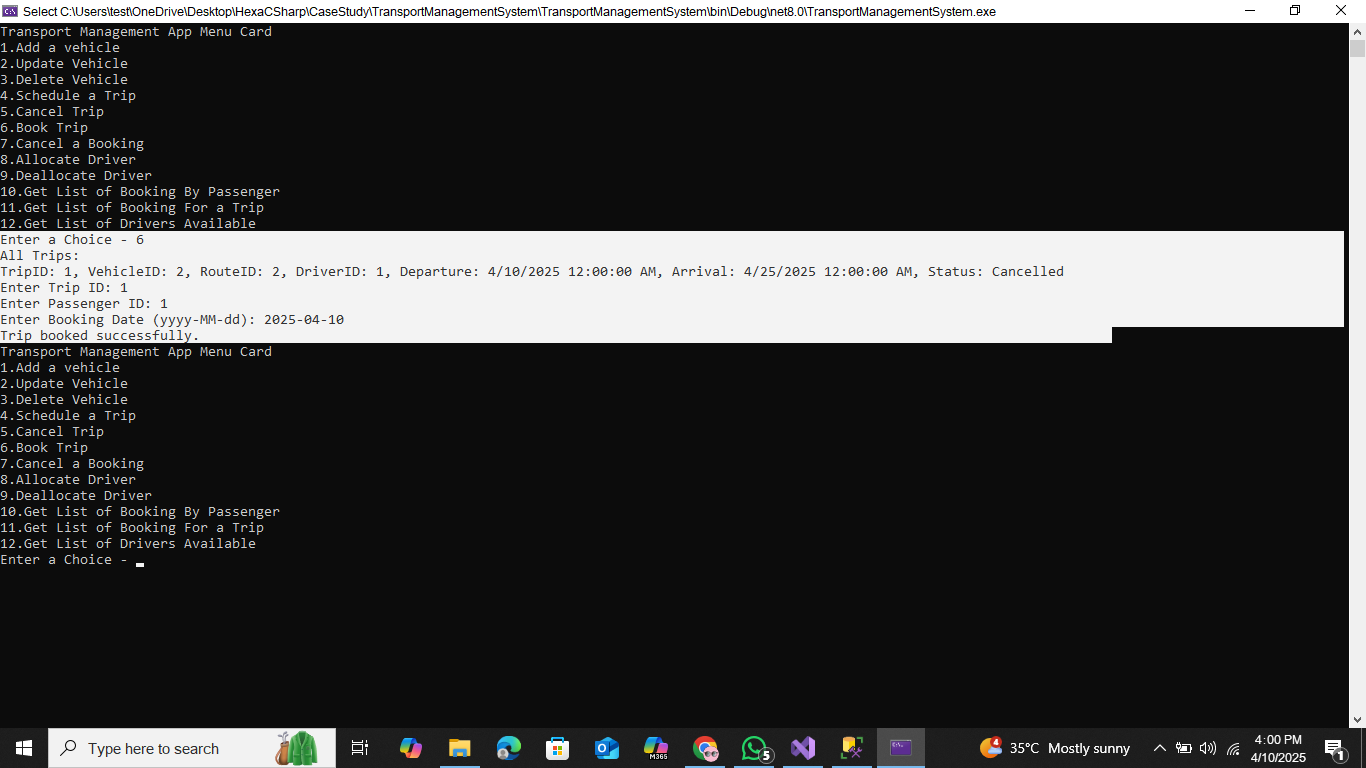 Select C:\Users\test\OneDrive\Desktop\HexaCSharp\CaseStudy\TransportManagementSystem\TransportManagementSystem\bin\Debug\net8.0\TransportManagementSystem.exe
Transport Management App Menu Card
1.Add a vehicle
2.Update Vehicle
3.Delete Vehicle
4.Schedule a Trip
5.Cancel Trip
6.Book Trip
7.Cancel a Booking
8.Allocate Driver
9.Deallocate Driver
10.Get List of Booking By Passenger
11.Get List of Booking For a Trip
12.Get List of Drivers Available
Enter a Choice - 6
All Trips:
TripID: 1, VehicleID: 2, RouteID: 2, DriverID: 1, Departure: 4/10/2025 12:00:00 AM, Arrival: 4/25/2025 12:00:00 AM, Status: Cancelled
Enter Trip ID: 1
Enter Passenger ID: 1
Enter Booking Date (yyyy-MM-dd): 2025-04-10
Trip booked successfully.
Transport Management App Menu Card
1.Add a vehicle
2.Update Vehicle
3.Delete Vehicle
4.Schedule a Trip
5.Cancel Trip
6.Book Trip
7.Cancel a Booking
8.Allocate Driver
9.Deallocate Driver
10.Get List of Booking By Passenger
11.Get List of Booking For a Trip
12.Get List of Drivers Available
Enter a Choice -
Type here to search
M365
5
4
35°C Mostly sunny
4:00 PM
4/10/2025
1